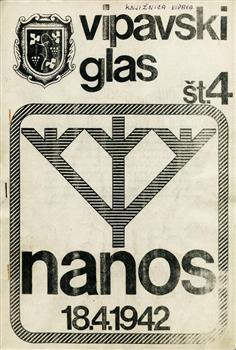 KNJIŽNICA VIPAVA
vipavski
glas
št.4
nanos
18.4.1942